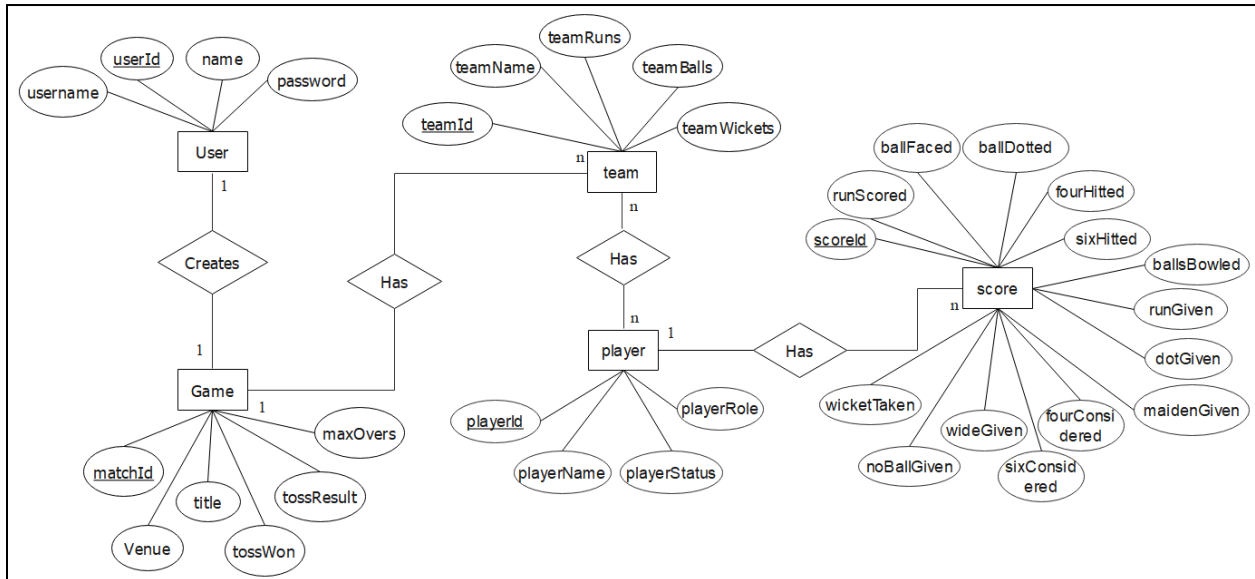 username
userId
name
password
User
1
Creates
1
Game
1
matchId
Venue
title
tossWon
tossResult
maxOvers
Has
n
teamId
teamName
teamRuns
teamBalls
teamWickets
team
n
Has
n
player
1
playerId
playerName
playerStatus
playerRole
Has
n
score
scoreId
runScored
ballFaced
ballDotted
fourHitted
sixHitted
ballsBowled
runGiven
dotGiven
maidenGiven
fourConsi
dered
sixConsid
ered
wideGiven
noBallGiven
wicketTaken